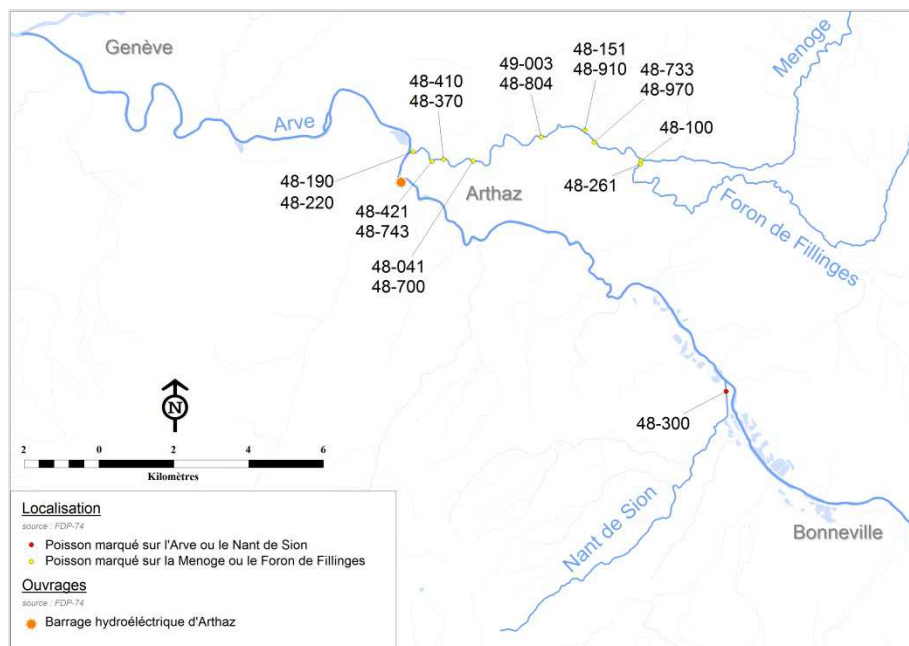 Genève
Menoge
48-410
48-370
49-003
48-804
48-151
48-910
48-733
48-970
48-100
Arve
48-190
48-220
48-421
48-743
48-041
48-700
Arthaz
48-261
Foron de Fillinges
N
48-300
2 0 2 4 6
Kilomètres
Nant de Sion
Bonneville
Localisation
source : FDP-74
Poisson marqué sur l'Arve ou le Nant de Sion
Poisson marqué sur la Menoge ou le Foron de Fillinges
Ouvrages
source : FDP-74
Barrage hydroéléctrique d'Arthaz